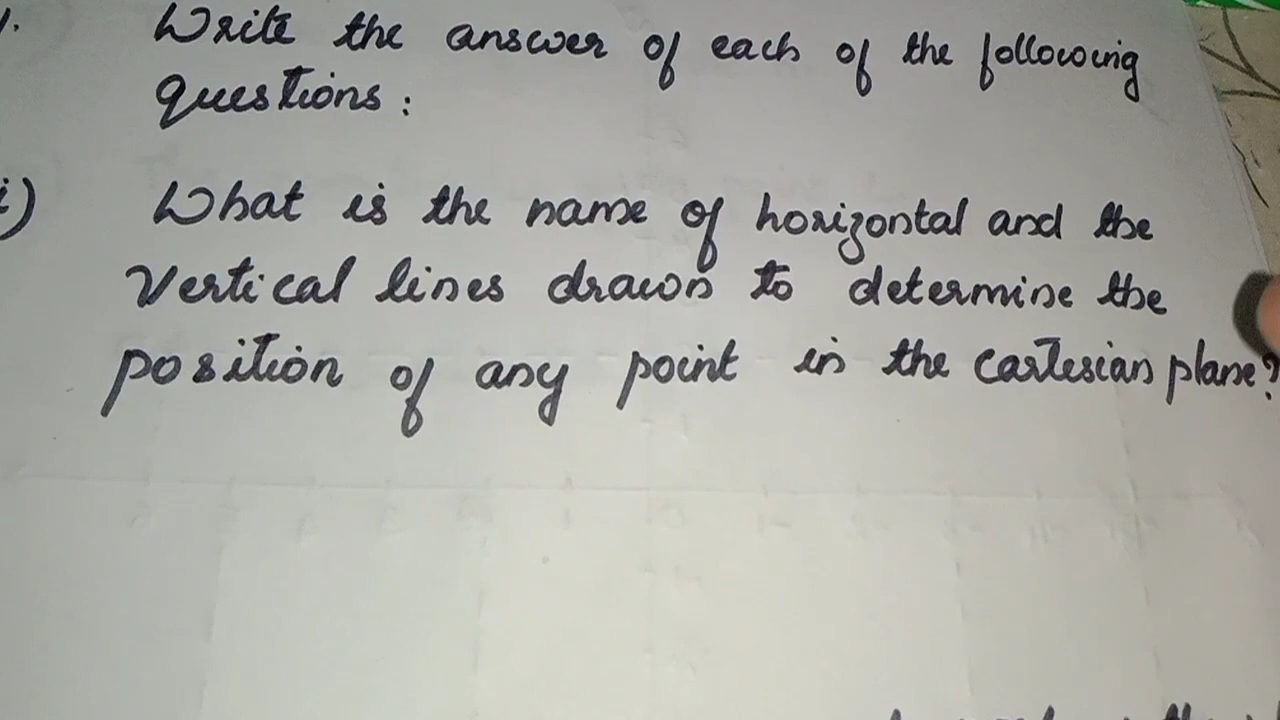 1. Write the answer of each of the following
questions:
i) What is the name of horizontal and the
Vertical lines drawn to determine the
position of any point in the cartesian plane?